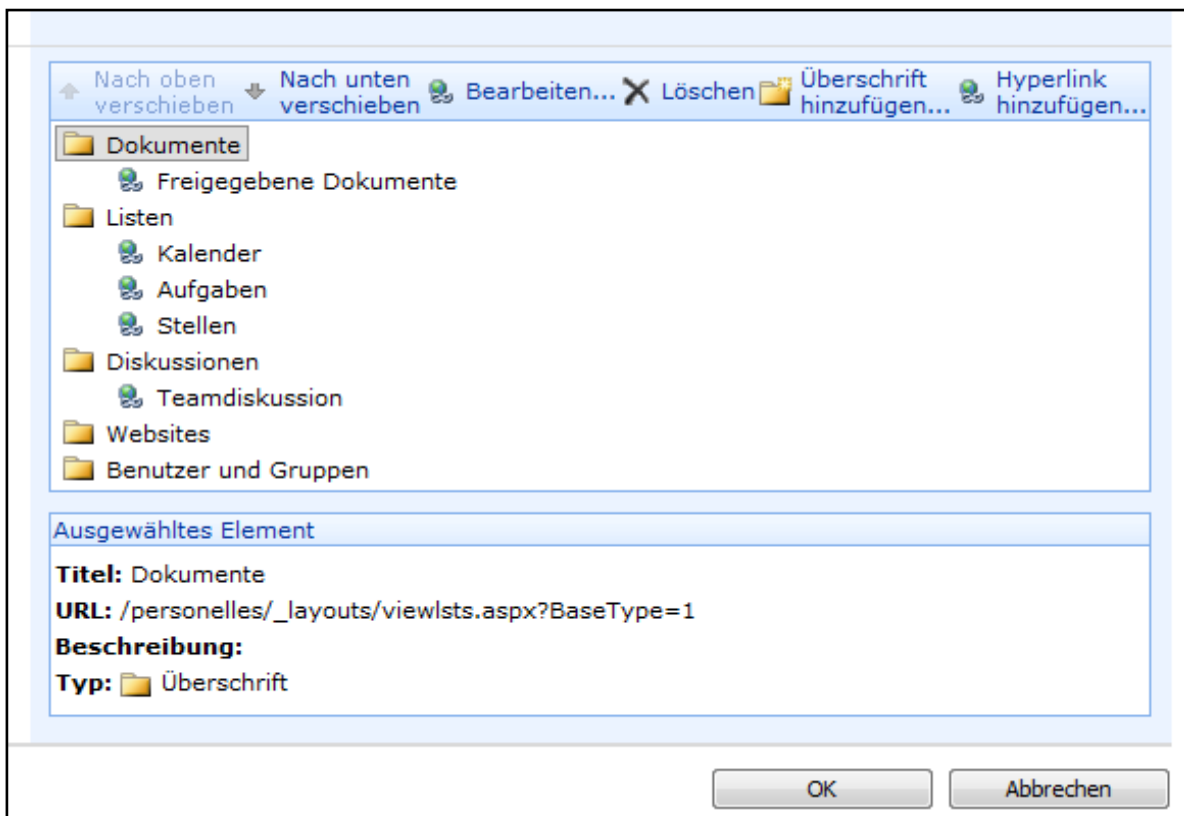 Nach oben verschieben Nach unten verschieben Bearbeiten... Löschen Überschrift hinzufügen... Hyperlink hinzufügen...
Dokumente
Freigegebene Dokumente
Listen
Kalender
Aufgaben
Stellen
Diskussionen
Teamdiskussion
Websites
Benutzer und Gruppen
Ausgewähltes Element
Titel: Dokumente
URL: /personelles/_layouts/viewlsts.aspx?BaseType=1
Beschreibung:
Typ: Überschrift
OK Abbrechen